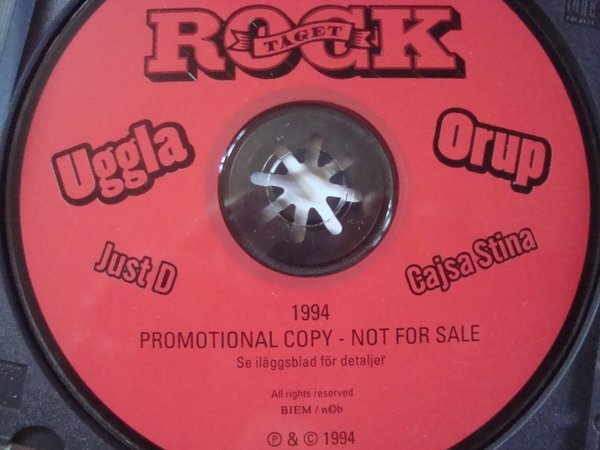 ROCK
TÅGET
Uggla
Orup
Just D
Cajsa Stina
1994
PROMOTIONAL COPY - NOT FOR SALE
Se iläggsblad för detaljer
All rights reserved
BIEM / n©b
Ⓟ & © 1994